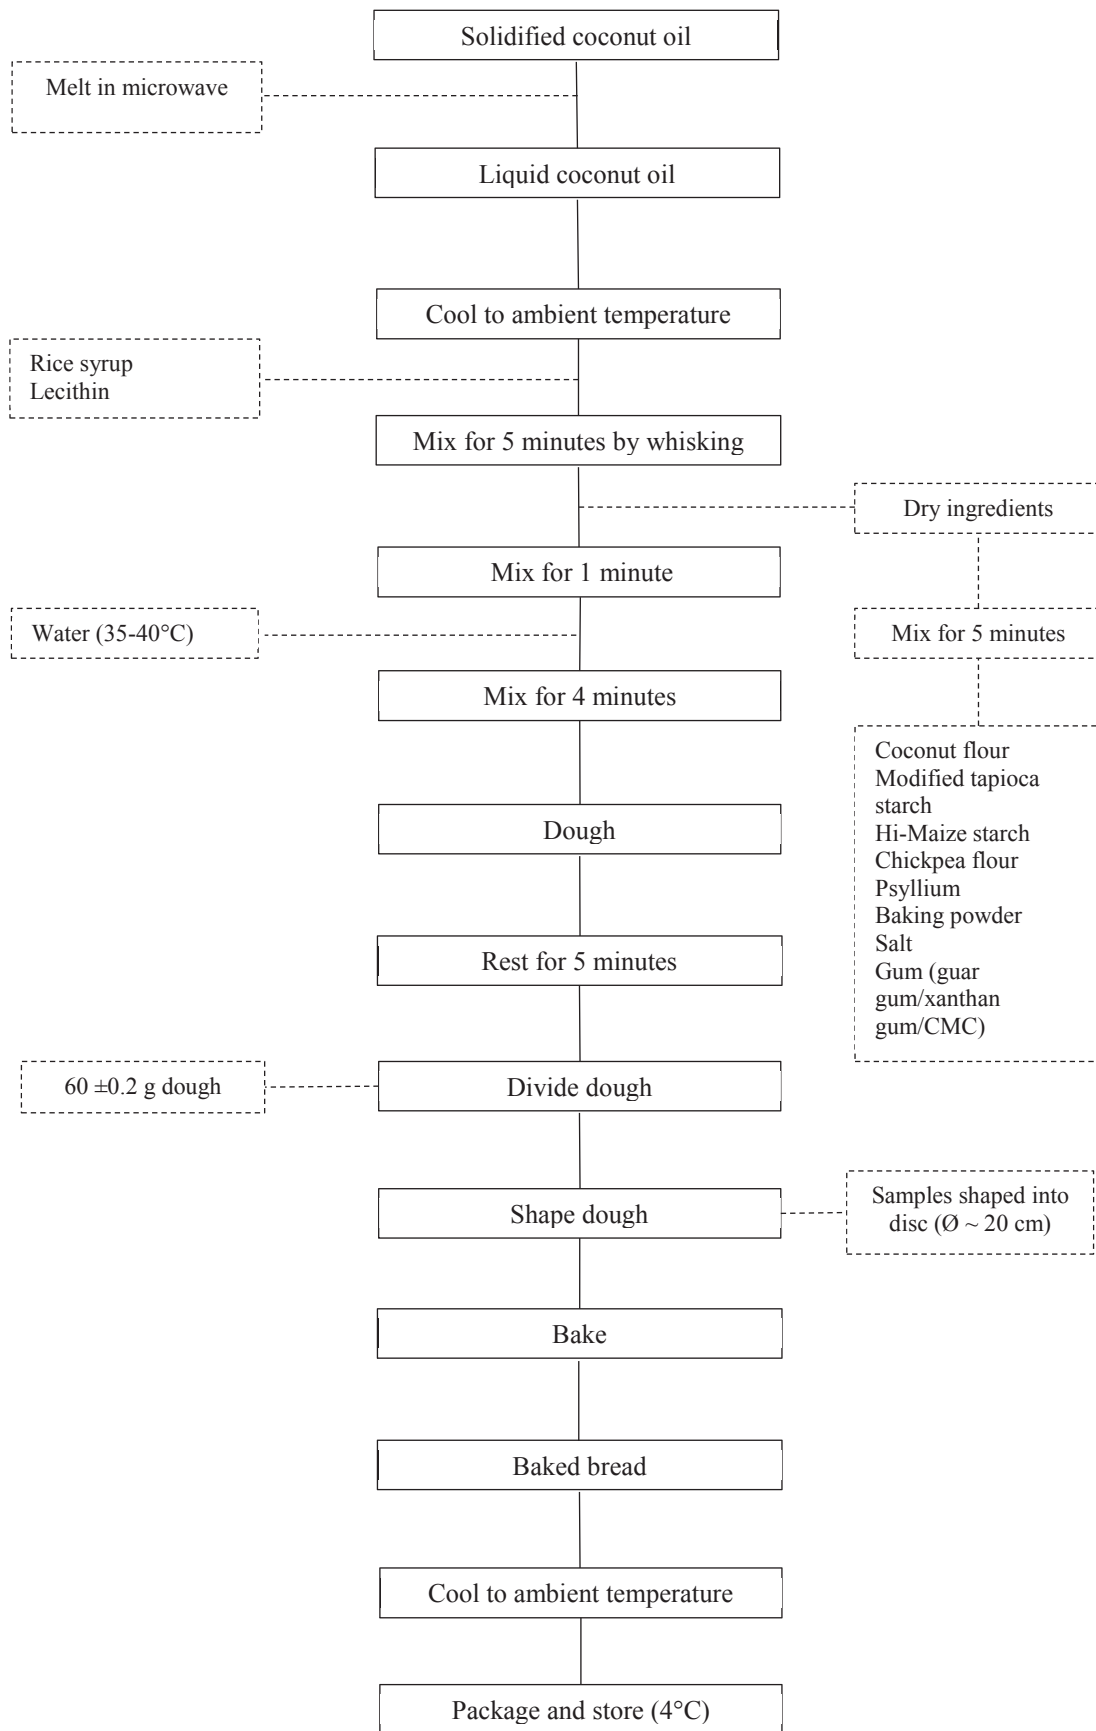 Solidified coconut oil
Melt in microwave
Liquid coconut oil
Cool to ambient temperature
Rice syrup
Lecithin
Mix for 5 minutes by whisking
Dry ingredients
Mix for 1 minute
Water (35-40°C)
Mix for 5 minutes
Mix for 4 minutes
Coconut flour
Modified tapioca
starch
Hi-Maize starch
Chickpea flour
Psyllium
Baking powder
Salt
Gum (guar
gum/xanthan
gum/CMC)
Dough
Rest for 5 minutes
60 ±0.2 g dough
Divide dough
Shape dough
Samples shaped into
disc (Ø ~ 20 cm)
Bake
Baked bread
Cool to ambient temperature
Package and store (4°C)